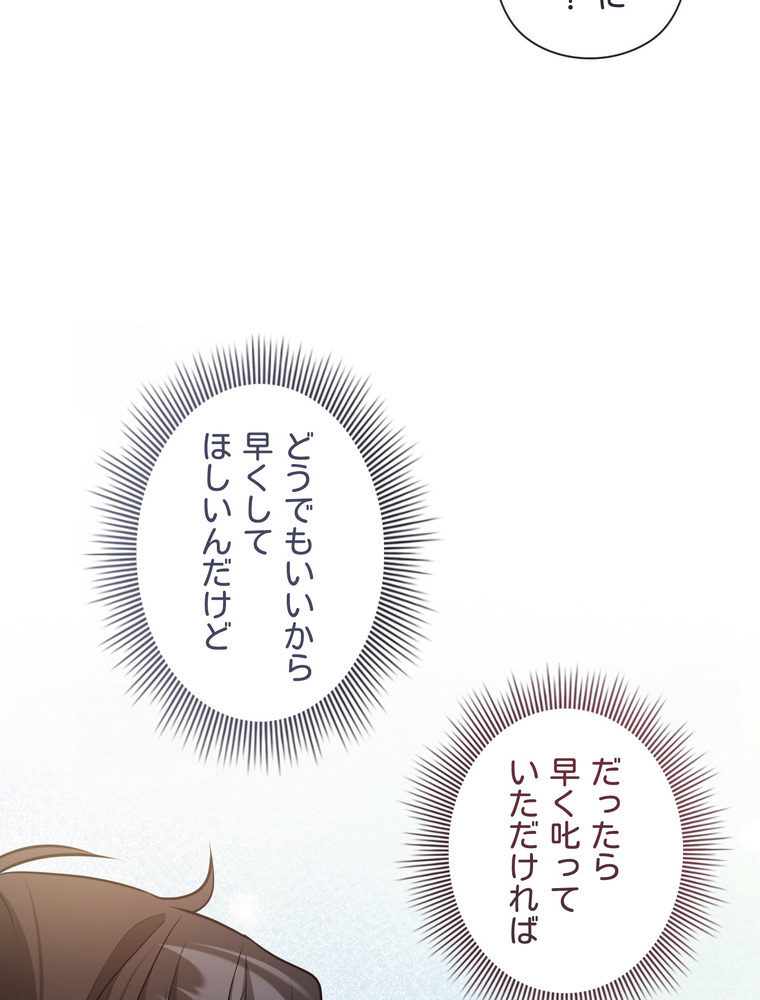 に
！
どうでもいいから
早くして
ほしいんだけど
だったら
早く叱って
いただければ